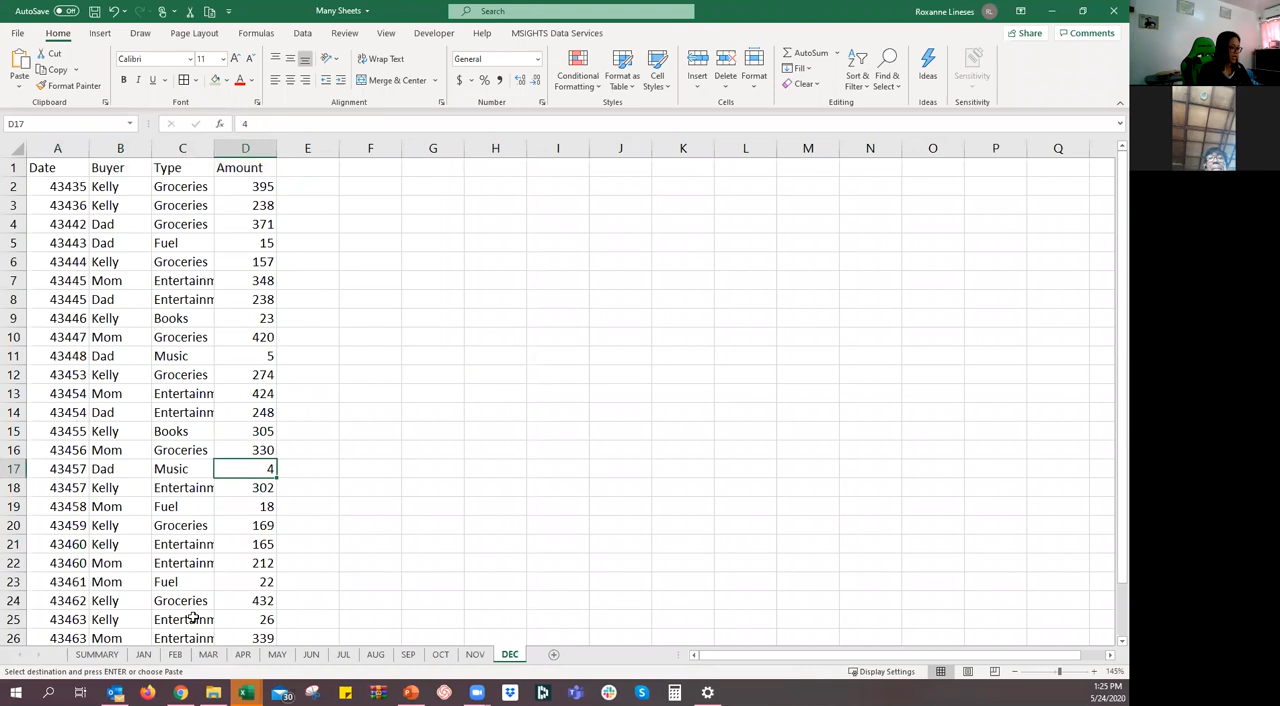 AutoSave Off Many Sheets Search Roxanne Lineses RL
File Home Insert Draw Page Layout Formulas Data Review View Developer Help MSIGHTS Data Services Share Comments
Paste Cut Copy Format Painter Clipboard
Calibri 11 B I U A Font
Wrap Text Merge & Center Alignment
General $ % Number
Conditional Formatting Format as Table Cell Styles Styles
Insert Delete Format Cells
AutoSum Fill Clear Sort & Filter Find & Select Editing
Ideas Ideas
Sensitivity Sensitivity
D17 fx 4
A B C D E F G H I J K L M N O P Q
1 Date Buyer Type Amount
2 43435 Kelly Groceries 395
3 43436 Kelly Groceries 238
4 43442 Dad Groceries 371
5 43443 Dad Fuel 15
6 43444 Kelly Groceries 157
7 43445 Mom Entertainm 348
8 43445 Dad Entertainm 238
9 43446 Kelly Books 23
10 43447 Mom Groceries 420
11 43448 Dad Music 5
12 43453 Kelly Groceries 274
13 43454 Mom Entertainm 424
14 43454 Dad Entertainm 248
15 43455 Kelly Books 305
16 43456 Mom Groceries 330
17 43457 Dad Music 4
18 43457 Kelly Entertainm 302
19 43458 Mom Fuel 18
20 43459 Kelly Groceries 169
21 43460 Kelly Entertainm 165
22 43460 Mom Entertainm 212
23 43461 Mom Fuel 22
24 43462 Kelly Groceries 432
25 43463 Kelly Entertainm 26
26 43463 Mom Entertainm 339
SUMMARY JAN FEB MAR APR MAY JUN JUL AUG SEP OCT NOV DEC
Select destination and press ENTER or choose Paste Display Settings 145%
30 1:25 PM
5/24/2020